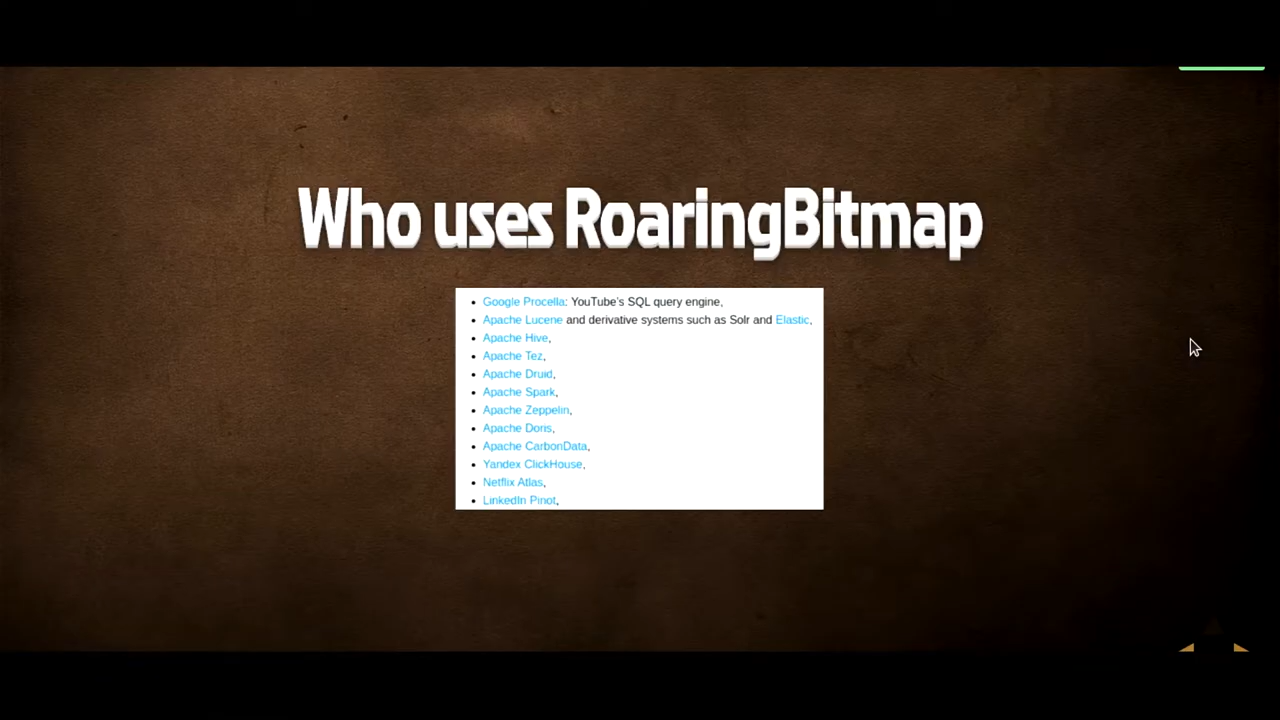 Who uses RoaringBitmap
Google Procella: YouTube's SQL query engine,
Apache Lucene and derivative systems such as Solr and Elastic,
Apache Hive,
Apache Tez,
Apache Druid,
Apache Spark,
Apache Zeppelin,
Apache Doris,
Apache CarbonData,
Yandex ClickHouse,
Netflix Atlas,
LinkedIn Pinot,